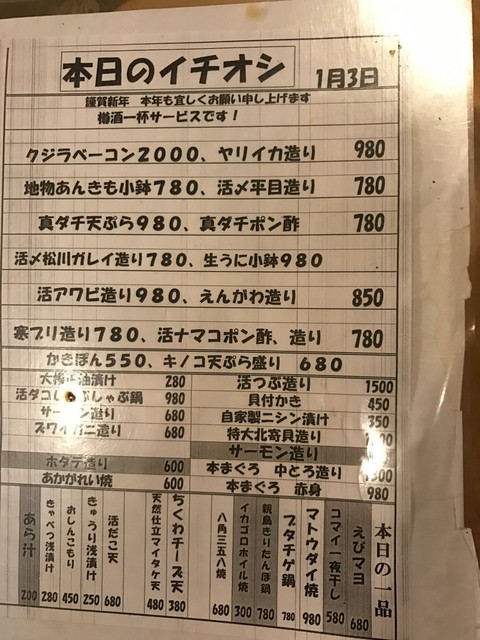 本日のイチオシ 1月3日
謹賀新年 本年も宜しくお願い申し上げます
樽酒一杯サービスです!
クジラベーコン2000、ヤリイカ造り 980
地物あんきも小鉢780、活〆平目造り 780
真ダチ天ぷら980、真ダチポン酢 780
活〆松川ガレイ造り780、生うに小鉢980
活アワビ造り980、えんがわ造り 850
寒ブリ造り780、活ナマコポン酢、造り 780
かきぽん550、キノコ天ぷら盛り 680
油漬け 280
活つぶ造り 1500
活ダコしゃぶしゃぶ鍋 980
貝付かき 450
サーモン造り 680
自家製ニシン漬け 350
ズワイガニ造り 680
特大北寄貝造り
サーモン造り
ホタテ造り 600
本まぐろ 中とろ造り
あかがれい焼 600
本まぐろ 赤身 980
本日の一品
えびマヨ 680
コマイ一夜干し 580
マトウダイ焼 980
ブタチゲ鍋 780
親鳥きりたんぽ鍋 780
イカゴロホイル焼 300
八角三五八焼 680
ちくわチーズ天 380
天然仕立マイタケ天 480
活だこ天 680
きゅうり浅漬け 250
おしんこもり 450
きゃべつ浅漬け 280
あら汁 200